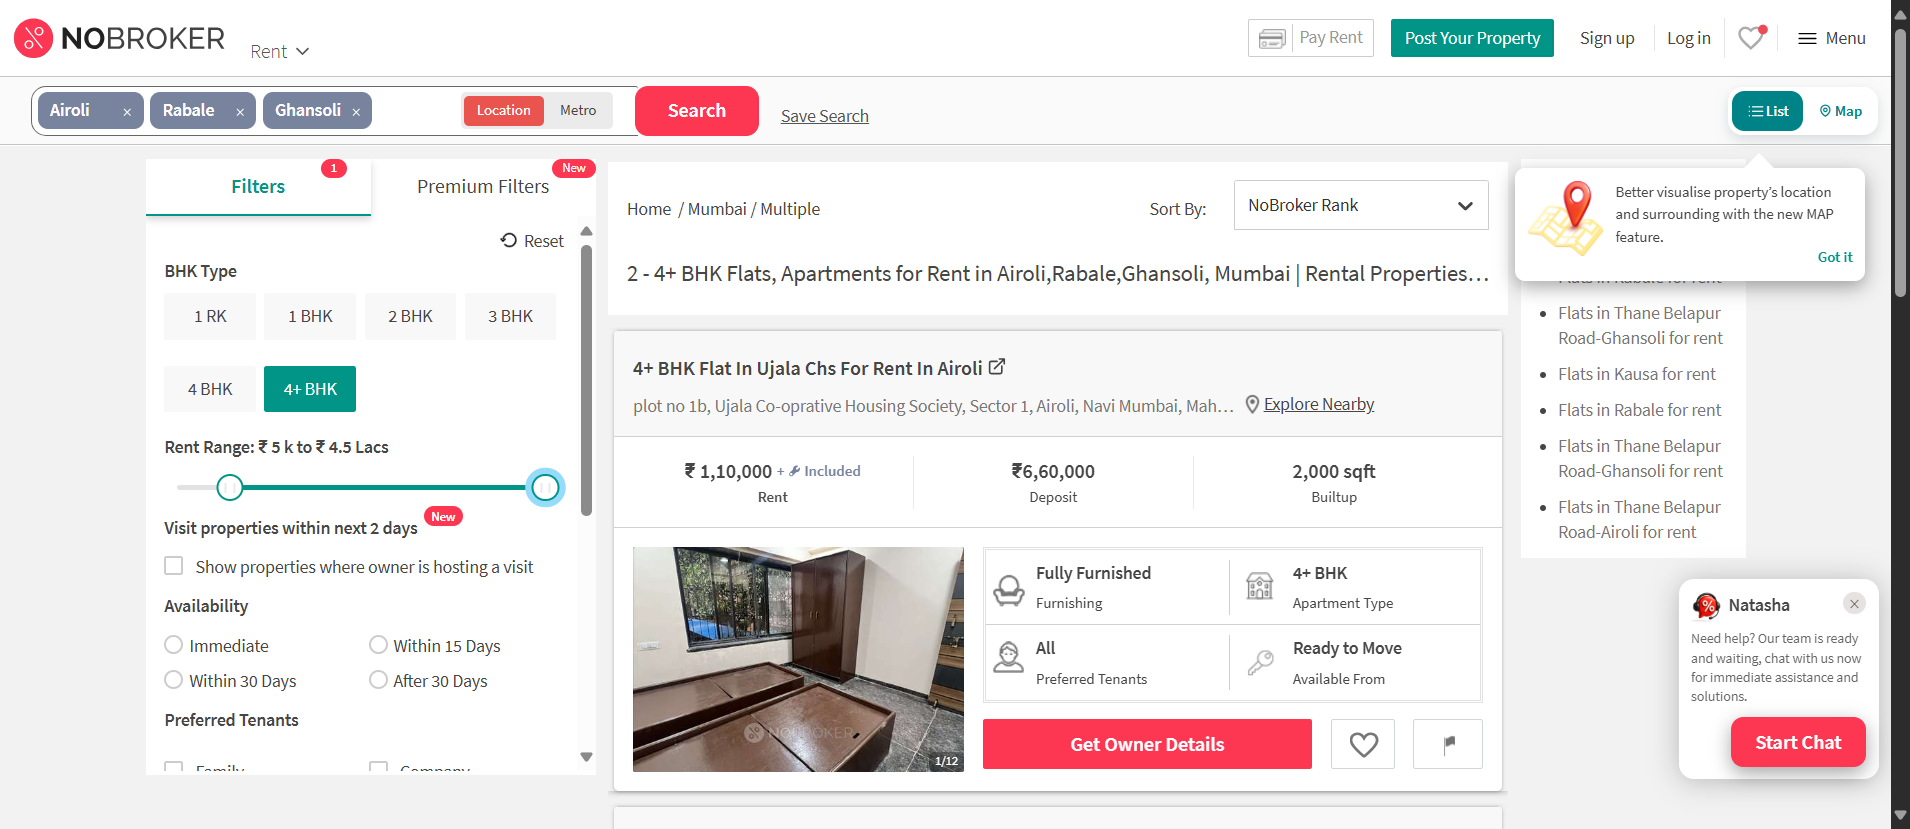 NOBROKER
Rent
Pay Rent
Post Your Property
Sign up
Log in
Menu
Airoli ×
Rabale ×
Ghansoli ×
Location
Metro
Search
Save Search
List
Map
Filters
1
Premium Filters
New
Reset
BHK Type
1 RK
1 BHK
2 BHK
3 BHK
4 BHK
4+ BHK
Rent Range: ₹ 5 k to ₹ 4.5 Lacs
Visit properties within next 2 days
New
Show properties where owner is hosting a visit
Availability
Immediate
Within 15 Days
Within 30 Days
After 30 Days
Preferred Tenants
Family
Company
Home / Mumbai / Multiple
Sort By:
NoBroker Rank
2 - 4+ BHK Flats, Apartments for Rent in Airoli,Rabale,Ghansoli, Mumbai | Rental Properties…
4+ BHK Flat In Ujala Chs For Rent In Airoli
plot no 1b, Ujala Co-oprative Housing Society, Sector 1, Airoli, Navi Mumbai, Mah…
Explore Nearby
₹ 1,10,000 + Included
Rent
₹6,60,000
Deposit
2,000 sqft
Builtup
NOBROKER
1/12
Fully Furnished
Furnishing
4+ BHK
Apartment Type
All
Preferred Tenants
Ready to Move
Available From
Get Owner Details
Better visualise property's location
and surrounding with the new MAP
feature.
Got it
Flats in Rabale for rent
Flats in Thane Belapur
Road-Ghansoli for rent
Flats in Kausa for rent
Flats in Rabale for rent
Flats in Thane Belapur
Road-Ghansoli for rent
Flats in Thane Belapur
Road-Airoli for rent
Natasha
Need help? Our team is ready
and waiting, chat with us now
for immediate assistance and
solutions.
Start Chat